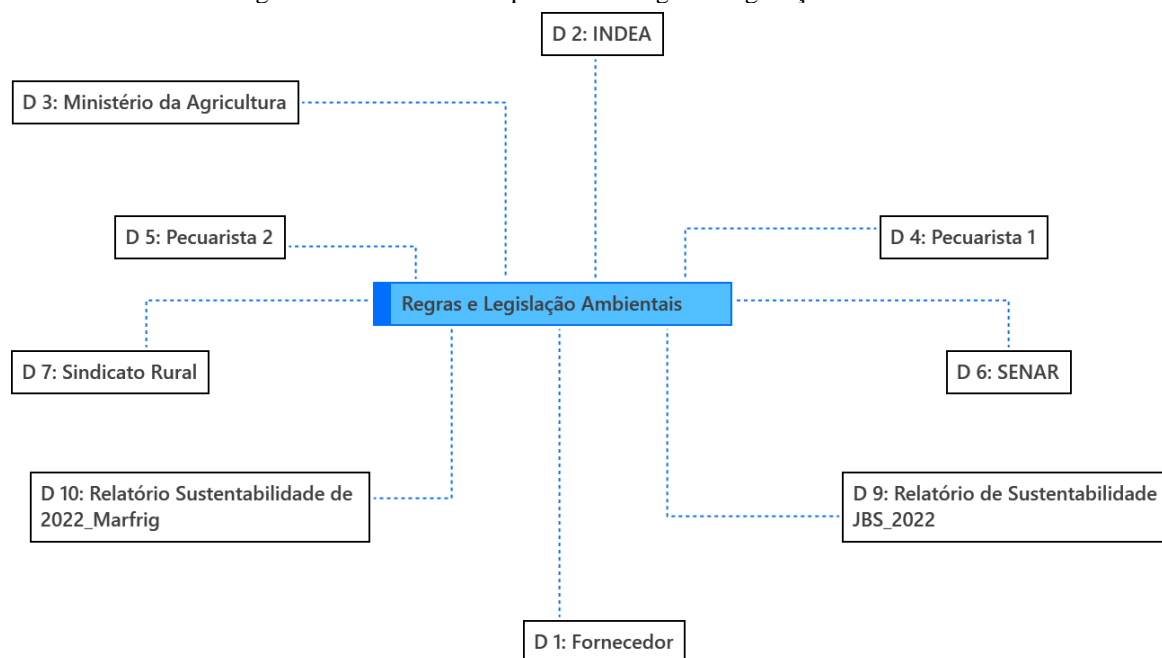 D 2: INDEA
D 3: Ministério da Agricultura
D 5: Pecuarista 2
D 4: Pecuarista 1
Regras e Legislação Ambientais
D 7: Sindicato Rural
D 6: SENAR
D 10: Relatório Sustentabilidade de
2022_Marfrig
D 9: Relatório de Sustentabilidade
JBS_2022
D 1: Fornecedor